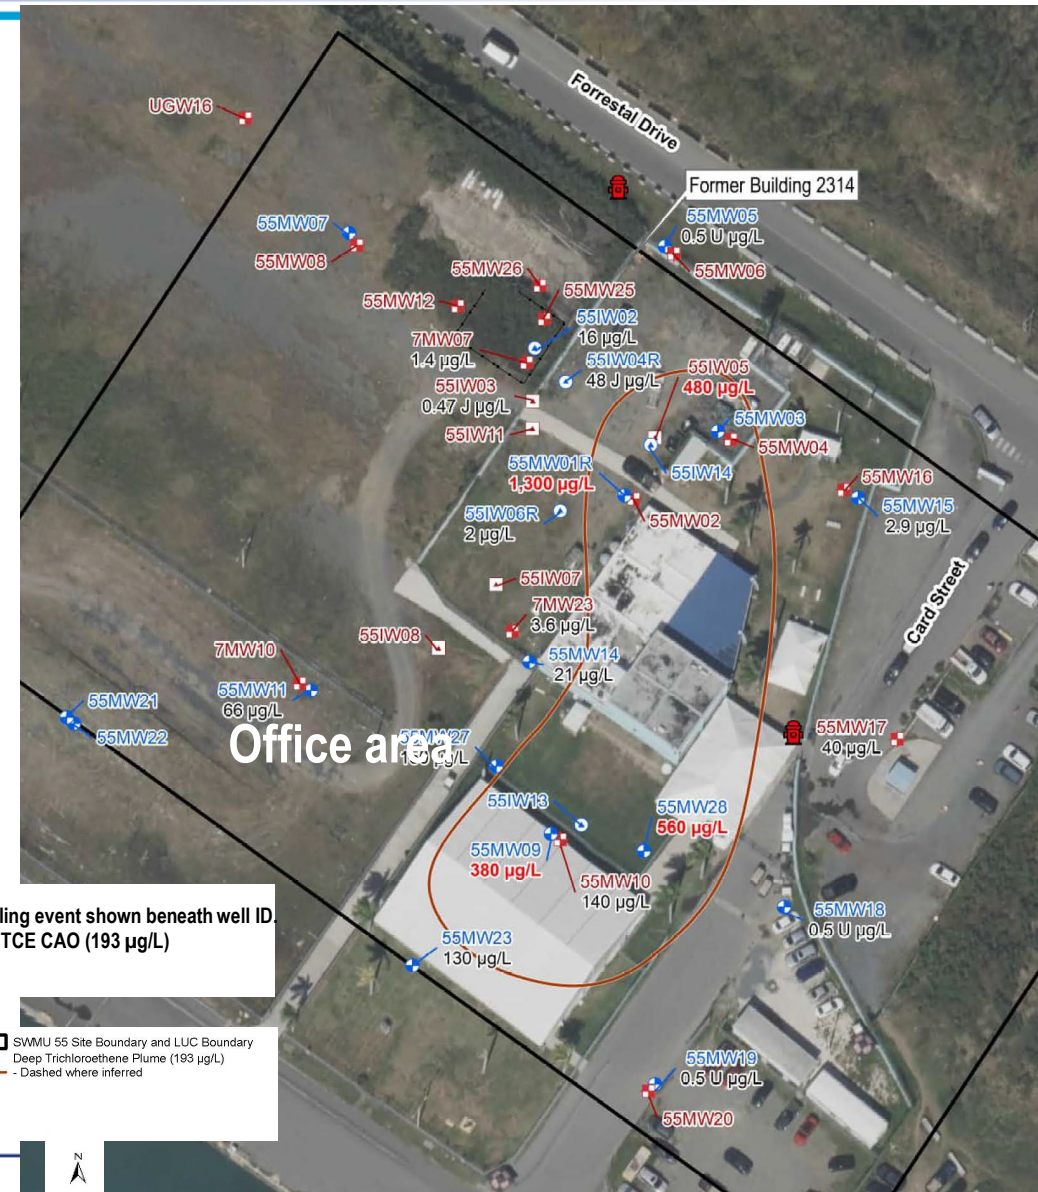 Forrestal Drive
UGW16
Former Building 2314
55MW07
55MW08
55MW05
0.5 U µg/L
55MW06
55MW26
55MW25
55MW12
55IW02
16 µg/L
7MW07
1.4 µg/L
55IW04R
48 J µg/L
55IW05
480 µg/L
55IW03
0.47 J µg/L
55IW11
55MW03
55MW04
55MW01R
1,300 µg/L
55IW14
55MW16
55MW15
2.9 µg/L
55IW06R
2 µg/L
55MW02
Card Street
55IW07
7MW23
3.6 µg/L
55IW08
55MW14
21 µg/L
7MW10
55MW11
66 µg/L
55MW21
55MW22
Office area
55MW27
µg/L
55MW17
40 µg/L
55IW13
55MW28
560 µg/L
55MW09
380 µg/L
55MW10
140 µg/L
55MW18
0.5 U µg/L
ling event shown beneath well ID.
TCE CAO (193 µg/L)
55MW23
130 µg/L
SWMU 55 Site Boundary and LUC Boundary
Deep Trichloroethene Plume (193 µg/L)
- Dashed where inferred
55MW19
0.5 U µg/L
55MW20
N